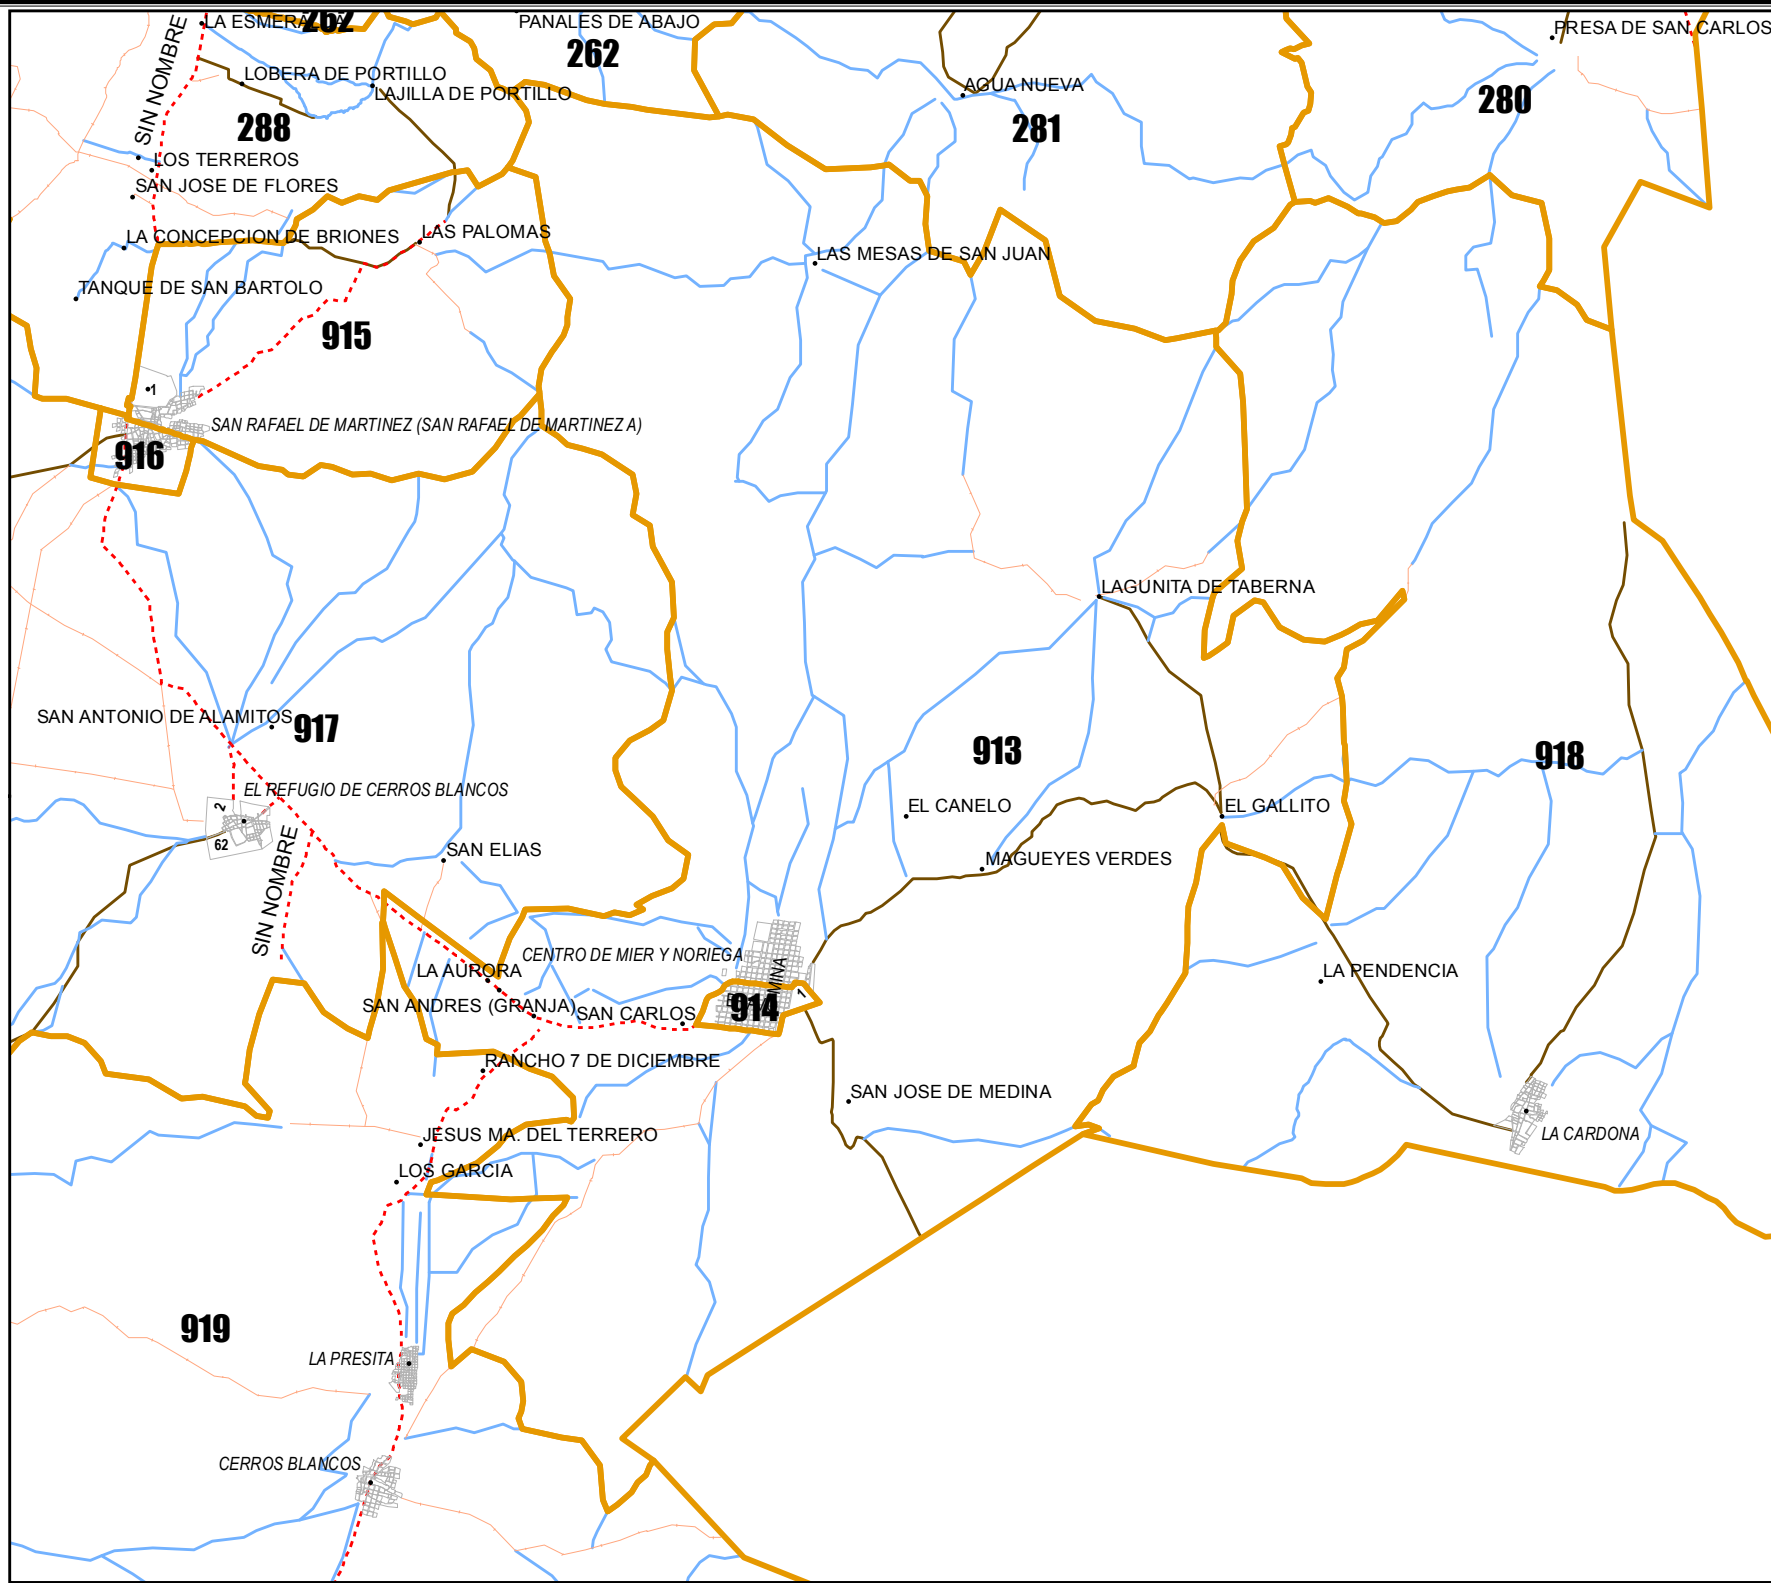 LA ESMERALDA
262
PANALES DE ABAJO
262
PRESA DE SAN CARLOS
SIN NOMBRE
LOBERA DE PORTILLO
LAJILLA DE PORTILLO
AGUA NUEVA
280
288
281
LOS TERREROS
SAN JOSE DE FLORES
LA CONCEPCION DE BRIONES
LAS PALOMAS
LAS MESAS DE SAN JUAN
TANQUE DE SAN BARTOLO
915
1
SAN RAFAEL DE MARTINEZ (SAN RAFAEL DE MARTINEZ A)
916
LAGUNITA DE TABERNA
SAN ANTONIO DE ALAMITOS
917
913
918
EL REFUGIO DE CERROS BLANCOS
2
62
EL CANELO
EL GALLITO
SIN NOMBRE
SAN ELIAS
MAGUEYES VERDES
CENTRO DE MIER Y NORIEGA
LA AURORA
MINA
LA PENDENCIA
SAN ANDRES (GRANJA)
SAN CARLOS
914
1
RANCHO 7 DE DICIEMBRE
SAN JOSE DE MEDINA
JESUS MA. DEL TERRERO
LA CARDONA
LOS GARCIA
919
LA PRESITA
CERROS BLANCOS